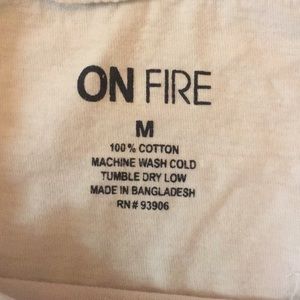 ON FIRE
M
100% COTTON
MACHINE WASH COLD
TUMBLE DRY LOW
MADE IN BANGLADESH
RN# 93906